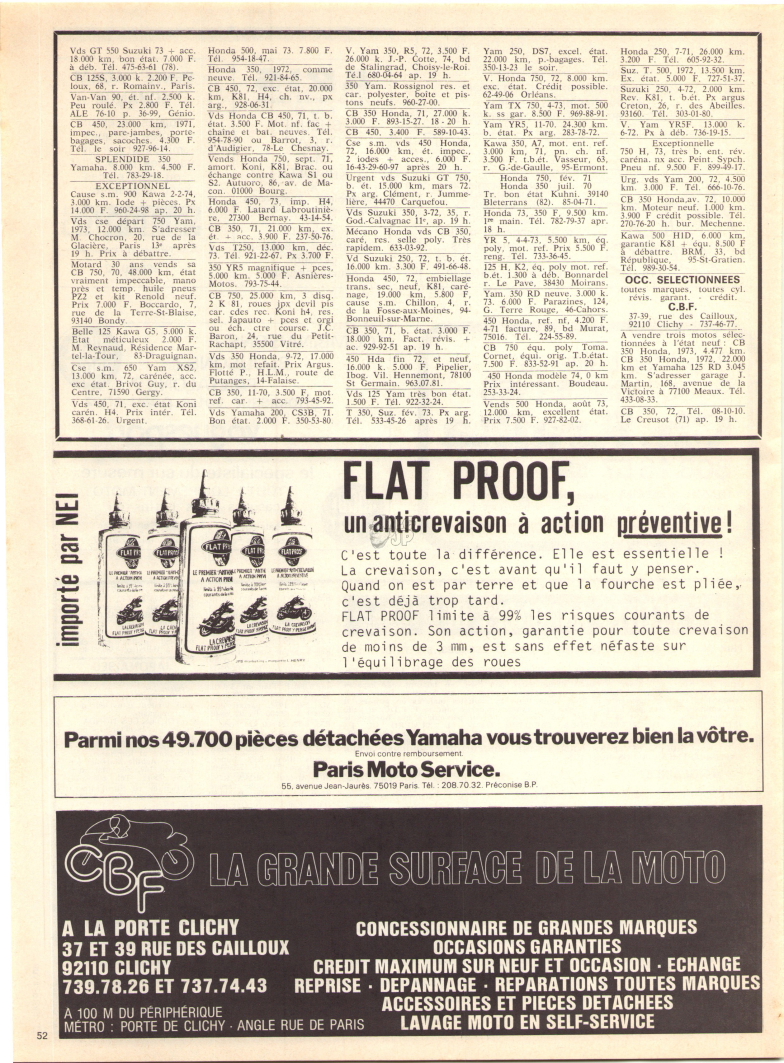 Vds GT 550 Suzuki 73 + acc.
18.000 km, bon état. 7.000 F.
à déb. Tél. 475-63-61 (78).
CB 125S, 3.000 k. 2.200 F. Pe-
loux, 68, r. Romainv., Paris.
Van-Van 90, ét. nf. 2.500 k.
Peu roulé. Px 2.800 F. Tél.
ALE 76-10 p. 36-99, Génio.
CB 450, 23.000 km, 1971,
impec., pare-jambes, porte-
bagages, sacoches. 4.300 F.
Tél. le soir 927-96-14.
SPLENDIDE 350
Yamaha. 8.000 km. 4.500 F.
Tél. 783-29-18.
EXCEPTIONNEL
Cause s.m. 900 Kawa 2-2-74,
3.000 km. Iode + pièces. Px
14.000 F. 960-24-98 ap. 20 h.
Vds cse départ 750 Yam.
1973, 12.000 km. S'adresser
M Chocron, 20, rue de la
Glacière, Paris 13e après
19 h. Prix à débattre.
Motard 30 ans vends sa
CB 750, 70, 48.000 km, état
vraiment impeccable, mano
près et temp. huile pneus
PZ2 et kit Renold neuf.
Prix 7.000 F. Boccardo, 7,
rue de la Terre-St-Blaise,
93140 Bondy.
Belle 125 Kawa G5, 5.000 k.
Etat méticuleux 2.000 F.
M. Reynaud, Résidence Mar-
tel-la-Tour, 83-Draguignan.
Cse s.m. 650 Yam XS2,
13.000 km, 72, carénée, acc.
exc état Brivot Guy, r. du
Centre, 71590 Gergy.
Vds 450, 71, exc. état Koni
carén. H4. Prix intér. Tél.
368-61-26. Urgent.
Honda 500, mai 73. 7.800 F.
Tél. 954-18-47.
Honda 350, 1972, comme
neuve. Tél. 921-84-65.
CB 450, 72, exc. état, 20.000
km, K81, H4, ch. nv., px
arg., 928-06-31
Vds Honda CB 450, 71, t. b.
état. 3.500 F. Mot. nf. fac +
chaîne et bat. neuves. Tél.
954-78-90 ou Barrot, 3, r.
d'Audigier, 78-Le Chesnay.
Vends Honda 750, sept. 71,
amort. Koni, K81, Brac. ou
échange contre Kawa S1 ou
S2. Autuoro, 86, av. de Ma-
con. 01000 Bourg.
Honda 450, 73, imp. H4,
6.000 F. Latard Labroutiniè-
re, 27300 Bernay. 43-14-54.
CB 350, 71, 21.000 km, ex.
ét. + acc. 3.900 F. 237-50-76.
Vds T250, 13.000 km, déc.
73. Tél. 921-22-67. Px 3.700 F.
350 YR5 magnifique + pces,
5.000 km. 5.000 F. Asnières-
Motos. 793-75-44.
CB 750, 25.000 km, 3 disq.
2 K 81, roues jpx devil pis
car. cdes rec. Koni h4, res.
sel. Japauto + pces et orgi
ou éch. ctre course. J.C.
Baron, 24, rue du Petit-
Rachapt, 35500 Vitré.
Vds 350 Honda, 9-72, 17.000
km, mot refait. Prix Argus.
Flotié P, H.L.M., route de
Putanges, 14-Falaise.
CB 350, 11-70, 3.500 F, mot.
ref. car + acc. 793-45-92.
Vds Yamaha 200, CS3B, 71.
Bon état. 2.000 F. 350-53-80.
V. Yam 350, R5, 72, 3.500 F.
26.000 k. J.-P. Cotte, 74, bd
de Stalingrad, Choisy-le-Roi.
Té.l 680-04-64 ap. 19 h.
350 Yam. Rossignol res. et
car. polyester, boîte et pis-
tons neufs. 960-27-00.
CB 350 Honda, 71, 27.000 k.
3.000 F. 893-15-27. 18 - 20 h.
CB 450. 3.400 F. 589-10-43.
Cse s.m. vds 450 Honda,
72, 16.000 km, ét. impec.,
2 iodes + acces., 6.000 F.
16-43-29-60-97 après 20 h.
Urgent vds Suzuki GT 750,
b. ét. 15.000 km, mars 72.
Px arg. Clément, r. Jumme-
lière, 44470 Carquefou.
Vds Suzuki 350, 3-72, 35, r.
God.-Calvagnac 11e, ap. 19 h.
Mécano Honda vds CB 350,
caré, res. selle poly. Très
rapidem. 633-03-92.
Vd Suzuki 250, 72, t. b. ét.
16.000 km. 3.300 F. 491-66-48.
Honda 450, 72, embellage
trans. sec, neuf, K81, caré-
nage, 19.000 km, 5.800 F,
cause s.m. Chillon, 4, r.
de la Fosse-aux-Moines, 94-
Bonneuil-sur-Marne.
CB 350, 71, b. état. 3.000 F.
18.000 km. Fact. révis. +
ac. 929-92-51 ap. 19 h.
450 Hda fin 72, et neuf,
16.000 k. 5.000 F, Pipelier,
Ibog. Vil. Hennemont, 78100
St Germain. 963.07.81.
Vds 125 Yam très bon état.
1.500 F. Tél. 922-32-24.
T 350, Suz. fév. 73. Px arg.
Tél. 533-45-26 après 19 h.
Yam 250, DS7, excel. état.
22.000 km, p.-bagages. Tél.
350-13-23 le soir.
V. Honda 750, 72, 8.000 km.
exc. état. Crédit possible.
62-49-06 Orléans.
Yam TX 750, 4-73, mot. 500
k. ss gar. 8.500 F. 969-88-91.
Yam YR5, 11-70, 24.300 km.
b. état. Px arg. 283-78-72.
Kawa 350, A7, mot. ent. ref.
3.000 km, 71, pn. ch. nf.
3.500 F. t.b.ét. Vasseur, 63,
r. G.-de-Gaulle, 95-Ermont.
Honda 750, fév. 71
Honda 350 juil. 70
Tr. bon état Kuhni. 39140
Bleterrans (82). 85-04-71.
Honda 73, 350 F, 9.500 km.
1re main. Tél. 782-79-37 apr.
18 h.
YR 5, 4-4-73, 5.500 km, éq.
poly. mot. ref. Prix 5.500 F.
reng. Tél. 733-36-45.
125 H, K2, éq. poly mot. ref.
b.ét. 1.300 à déb. Bonnardel
r. Le Pave, 38430 Moirans.
Yam. 350 RD neuve, 3.000 k.
73. 6.000 F. Parazines, 124,
G. Terre Rouge, 46-Cahors.
450 Honda, ref. nf, 4.200 F.
4-71 facture, 89, bd Murat,
75016. Tél. 224-55-89.
CB 750 équ. poly Toma.
Cornet, équi. orig. T.b.état.
7.500 F. 833-52-91 ap. 20 h.
450 Honda modèle 74, 0 km
Prix intéressant. Boudeau.
253-33-24.
Vends 500 Honda, août 73,
12.000 km, excellent état.
Prix 7.500 F. 927-82-02.
Honda 250, 7-71, 26.000 km.
3.200 F. Tél. 605-92-32.
Suz. T. 500, 1972, 13.500 km.
Ex. état. 5.000 F. 727-51-37.
Suzuki 250, 4-72, 2.000 km.
Rev. K81, t. b.ét Px argus
Creton, 26, r. des Abeilles.
93160. Tél. 303-01-80.
V. Yam YR5F, 13.000 k.
6-72. Px à déb. 736-19-15.
Exceptionnelle
750 H, 73, très b. ent. rév.
caréna. nx acc. Peint. Sypch.
Pneu nf. 9.500 F. 899-49-17.
Urg. vds Yam 200, 72, 4.500
km. 3.000 F. Tél. 666-10-76.
CB 350 Honda,av. 72, 10.000
km. Moteur neuf. 1.000 km.
3.900 F crédit possible. Tél.
270-76-20 h. bur. Mechenne.
Kawa 500 H1D, 6.000 km,
garantie K81 + équ. 8.500 F
à débattre. BRM, 33, bd
République, 95-St-Gratien.
Tél. 989-30-54.
OCC. SELECTIONNEES
toutes marques, toutes cyl.
révis. garant. - crédit.
C.B.F.
37-39, rue des Cailloux,
92110 Clichy - 737-46-77.
A vendre trois motos sélec-
tionnées à l'état neuf : CB
350 Honda, 1973, 4.477 km.
CB 350 Honda, 1972, 22.000
km et Yamaha 125 RD 3.045
km. S'adresser garage J.
Martin, 168, avenue de la
Victoire à 77100 Meaux. Tél.
433-08-33.
CB 350, 72, Tél. 08-10-10.
Le Creusot (71) ap. 19 h.
importé par NEI
FLAT PROOF,
un anticrevaison à action préventive !
C'est toute la différence. Elle est essentielle !
La crevaison, c'est avant qu'il faut y penser.
Quand on est par terre et que la fourche est pliée,
c'est déjà trop tard.
FLAT PROOF limite à 99% les risques courants de
crevaison. Son action, garantie pour toute crevaison
de moins de 3 mm, est sans effet néfaste sur
l'équilibrage des roues
Parmi nos 49.700 pièces détachées Yamaha vous trouverez bien la vôtre.
Envoi contre remboursement.
Paris Moto Service.
55, avenue Jean-Jaurès. 75019 Paris. Tél. : 208.70.32. Préconise B.P.
CBF
LA GRANDE SURFACE DE LA MOTO
A LA PORTE CLICHY
37 ET 39 RUE DES CAILLOUX
92110 CLICHY
739.78.26 ET 737.74.43
A 100 M DU PÉRIPHÉRIQUE
MÉTRO : PORTE DE CLICHY - ANGLE RUE DE PARIS
CONCESSIONNAIRE DE GRANDES MARQUES
OCCASIONS GARANTIES
CREDIT MAXIMUM SUR NEUF ET OCCASION - ECHANGE
REPRISE - DEPANNAGE - REPARATIONS TOUTES MARQUES
ACCESSOIRES ET PIECES DETACHEES
LAVAGE MOTO EN SELF-SERVICE
52